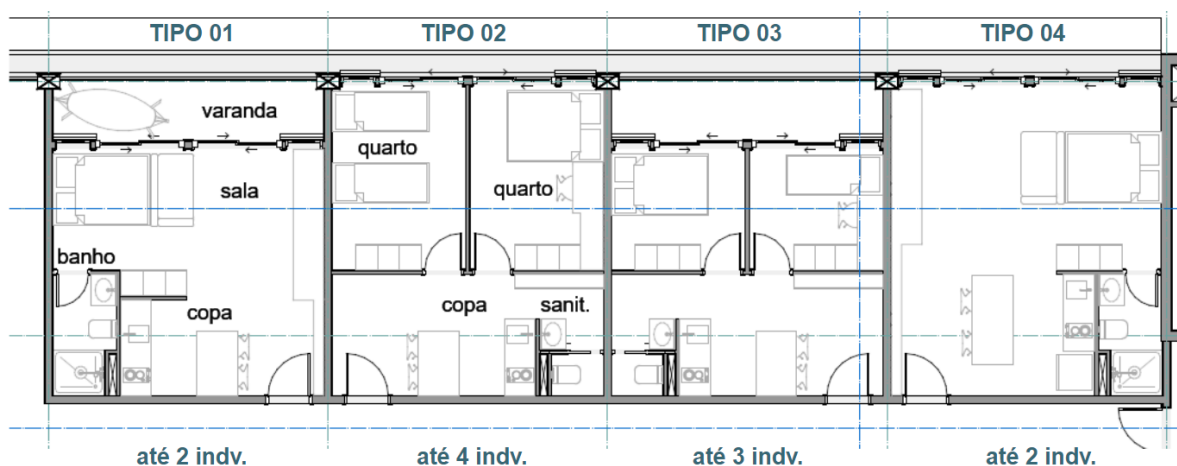 TIPO 01 TIPO 02 TIPO 03 TIPO 04
varanda
quarto
sala
quarto
banho
copa
copa
sanit.
até 2 indv. até 4 indv. até 3 indv. até 2 indv.